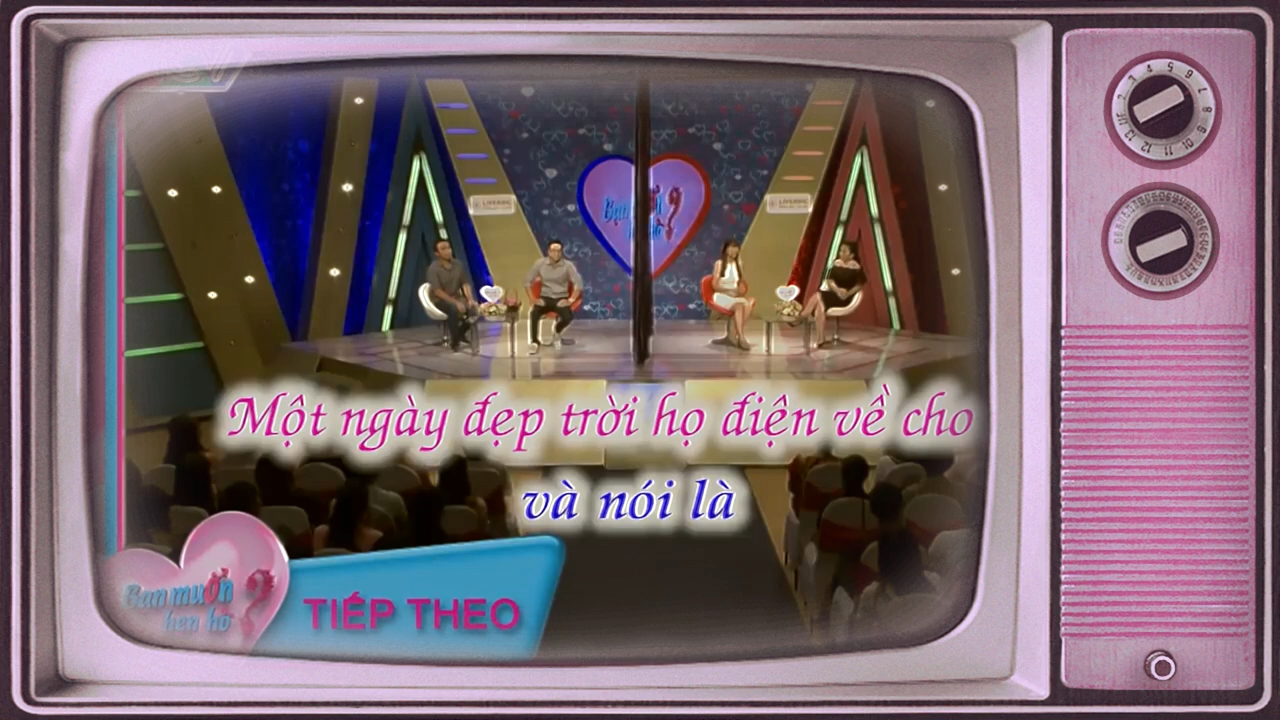 Một ngày đẹp trời họ điện về cho
và nói là
Bạn muốn
hẹn hò
TIẾP THEO